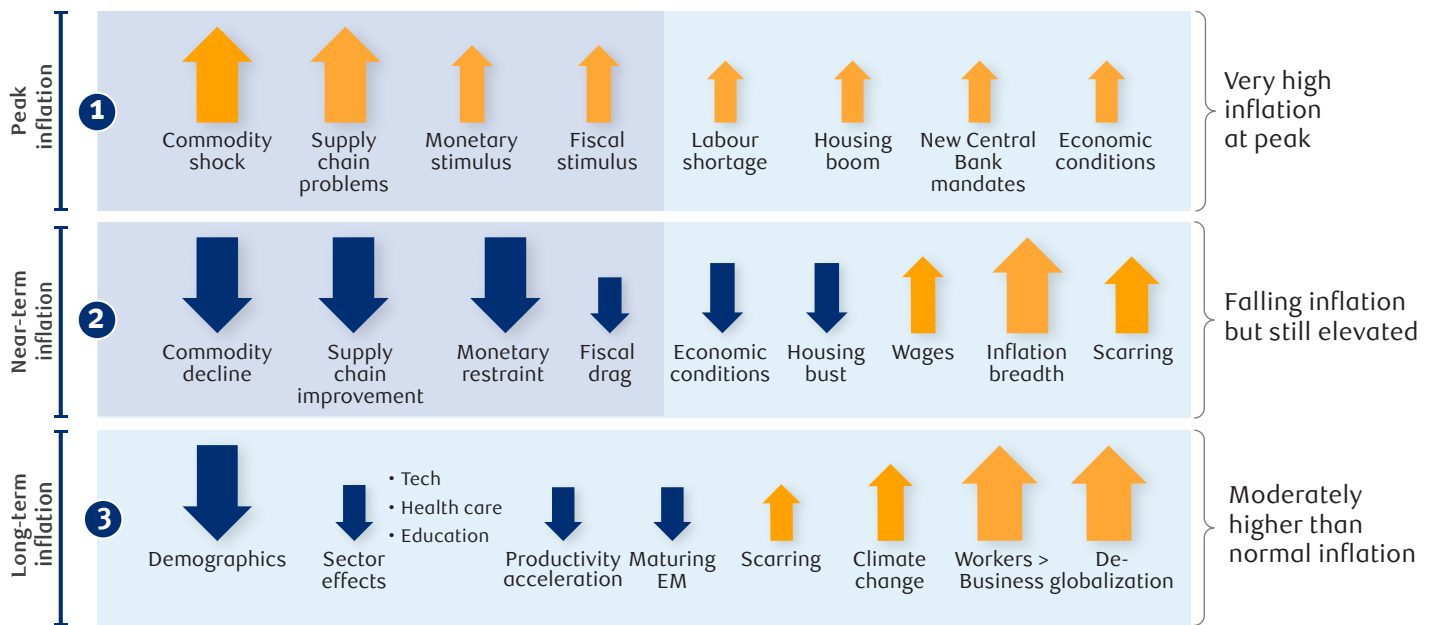 Peak
inflation
1
Commodity
shock
Supply
chain
problems
Monetary
stimulus
Fiscal
stimulus
Labour
shortage
Housing
boom
New Central
Bank
mandates
Economic
conditions
Very high
inflation
at peak
Near-term
inflation
2
Commodity
decline
Supply
chain
improvement
Monetary
restraint
Fiscal
drag
Economic
conditions
Housing
bust
Wages
Inflation
breadth
Scarring
Falling inflation
but still elevated
Long-term
inflation
3
Demographics
Sector
effects
• Tech
• Health care
• Education
Productivity
acceleration
Maturing
EM
Scarring
Climate
change
Workers >
Business
De-
globalization
Moderately
higher than
normal inflation